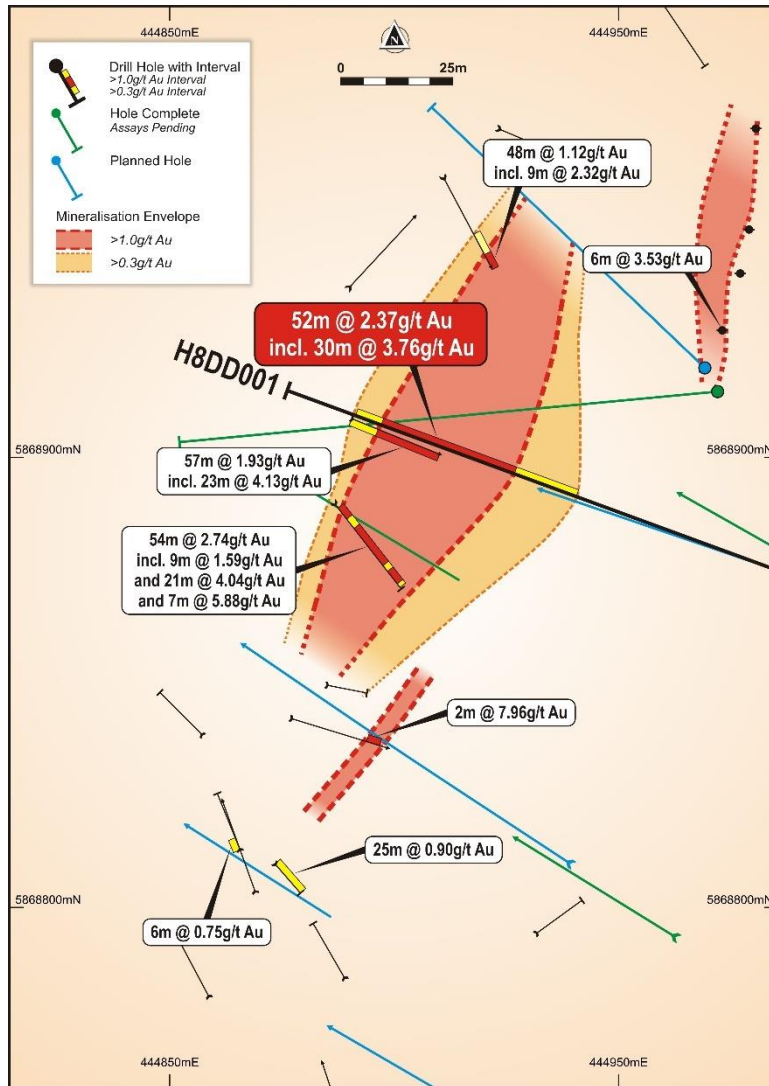 444850mE
444950mE
Drill Hole with Interval
>1.0g/t Au Interval
>0.3g/t Au Interval
Hole Complete
Assays Pending
Planned Hole
Mineralisation Envelope
>1.0g/t Au
>0.3g/t Au
0
25m
48m @ 1.12g/t Au
incl. 9m @ 2.32g/t Au
6m @ 3.53g/t Au
52m @ 2.37g/t Au
incl. 30m @ 3.76g/t Au
H8DD001
5868900mN
5868900mN
57m @ 1.93g/t Au
incl. 23m @ 4.13g/t Au
54m @ 2.74g/t Au
incl. 9m @ 1.59g/t Au
and 21m @ 4.04g/t Au
and 7m @ 5.88g/t Au
2m @ 7.96g/t Au
25m @ 0.90g/t Au
5868800mN
5868800mN
6m @ 0.75g/t Au
444850mE
444950mE